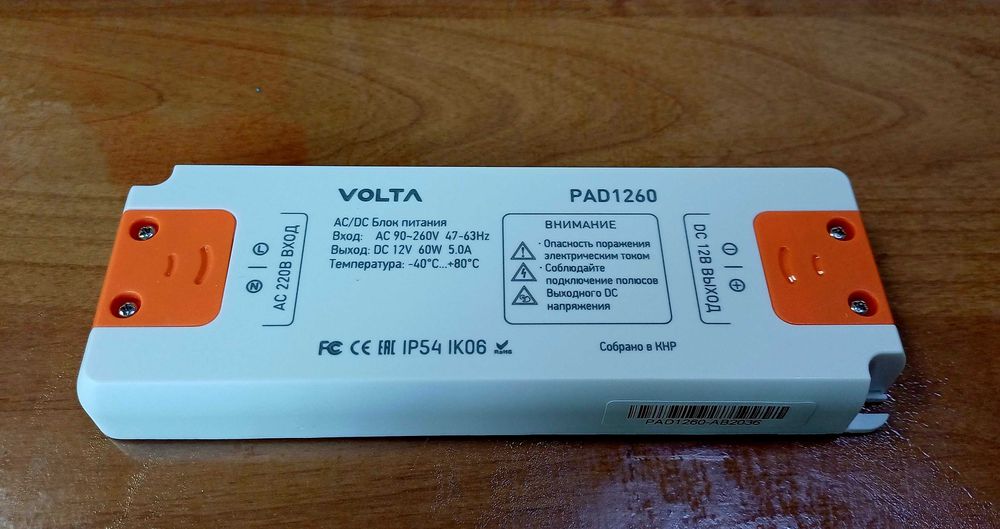 VOLTA
PAD1260
AC/DC Блок питания
Вход: AC 90~260V 47-63Hz
Выход: DC 12V 60W 5.0A
Температура: -40°C...+80°C
L
N
AC 220В ВХОД
ВНИМАНИЕ
· Опасность поражения
электрическим током
· Соблюдайте
подключение полюсов
Выходного DC
напряжения
DC 12В ВЫХОД
FC CE EAC IP54 IK06 RoHS
Собрано в КНР
PAD1260-AB2036